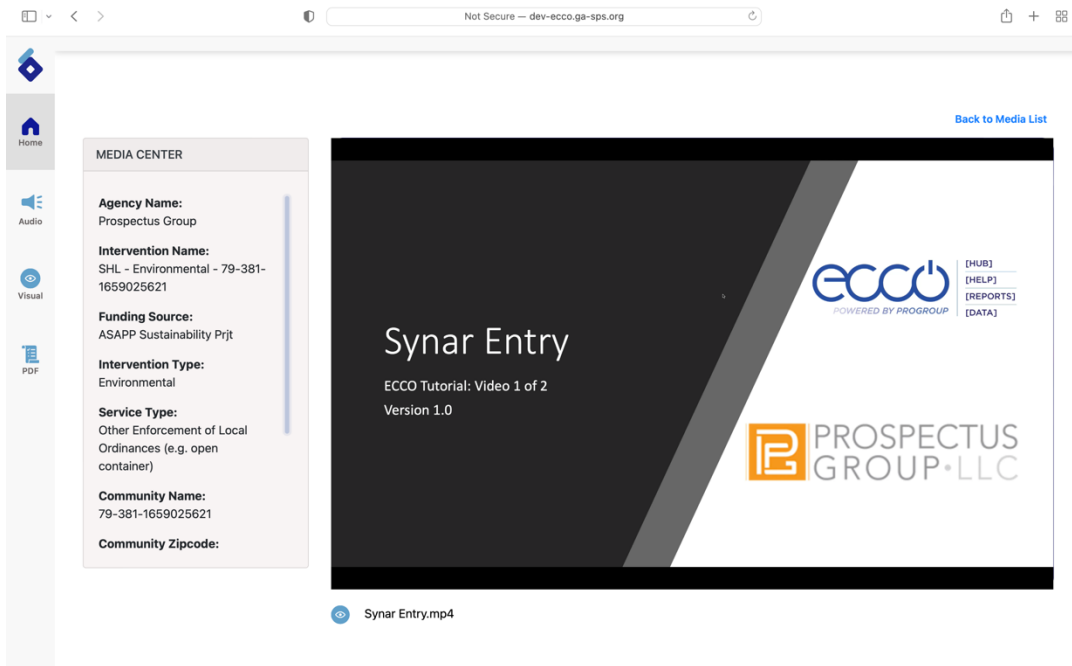 Not Secure — dev-ecco.ga-sps.org
Home
Audio
Visual
PDF
Back to Media List
MEDIA CENTER
Agency Name:
Prospectus Group
Intervention Name:
SHL - Environmental - 79-381-
1659025621
Funding Source:
ASAPP Sustainability Prjt
Intervention Type:
Environmental
Service Type:
Other Enforcement of Local
Ordinances (e.g. open
container)
Community Name:
79-381-1659025621
Community Zipcode:
Synar Entry
ECCO Tutorial: Video 1 of 2
Version 1.0
ecco
POWERED BY PROGROUP
[HUB]
[HELP]
[REPORTS]
[DATA]
PG
PROSPECTUS
GROUP•LLC
Synar Entry.mp4